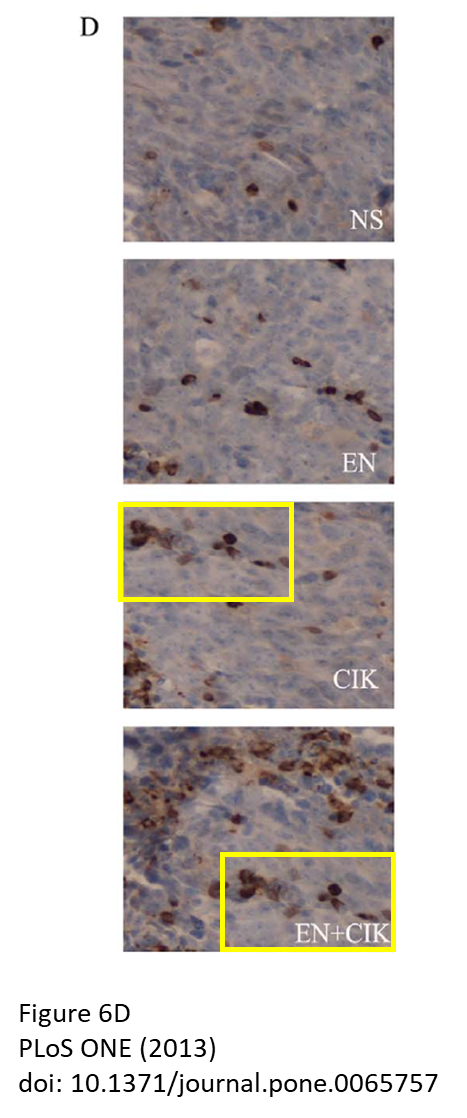 D
NS
EN
CIK
EN+CIK
Figure 6D
PLoS ONE (2013)
doi: 10.1371/journal.pone.0065757